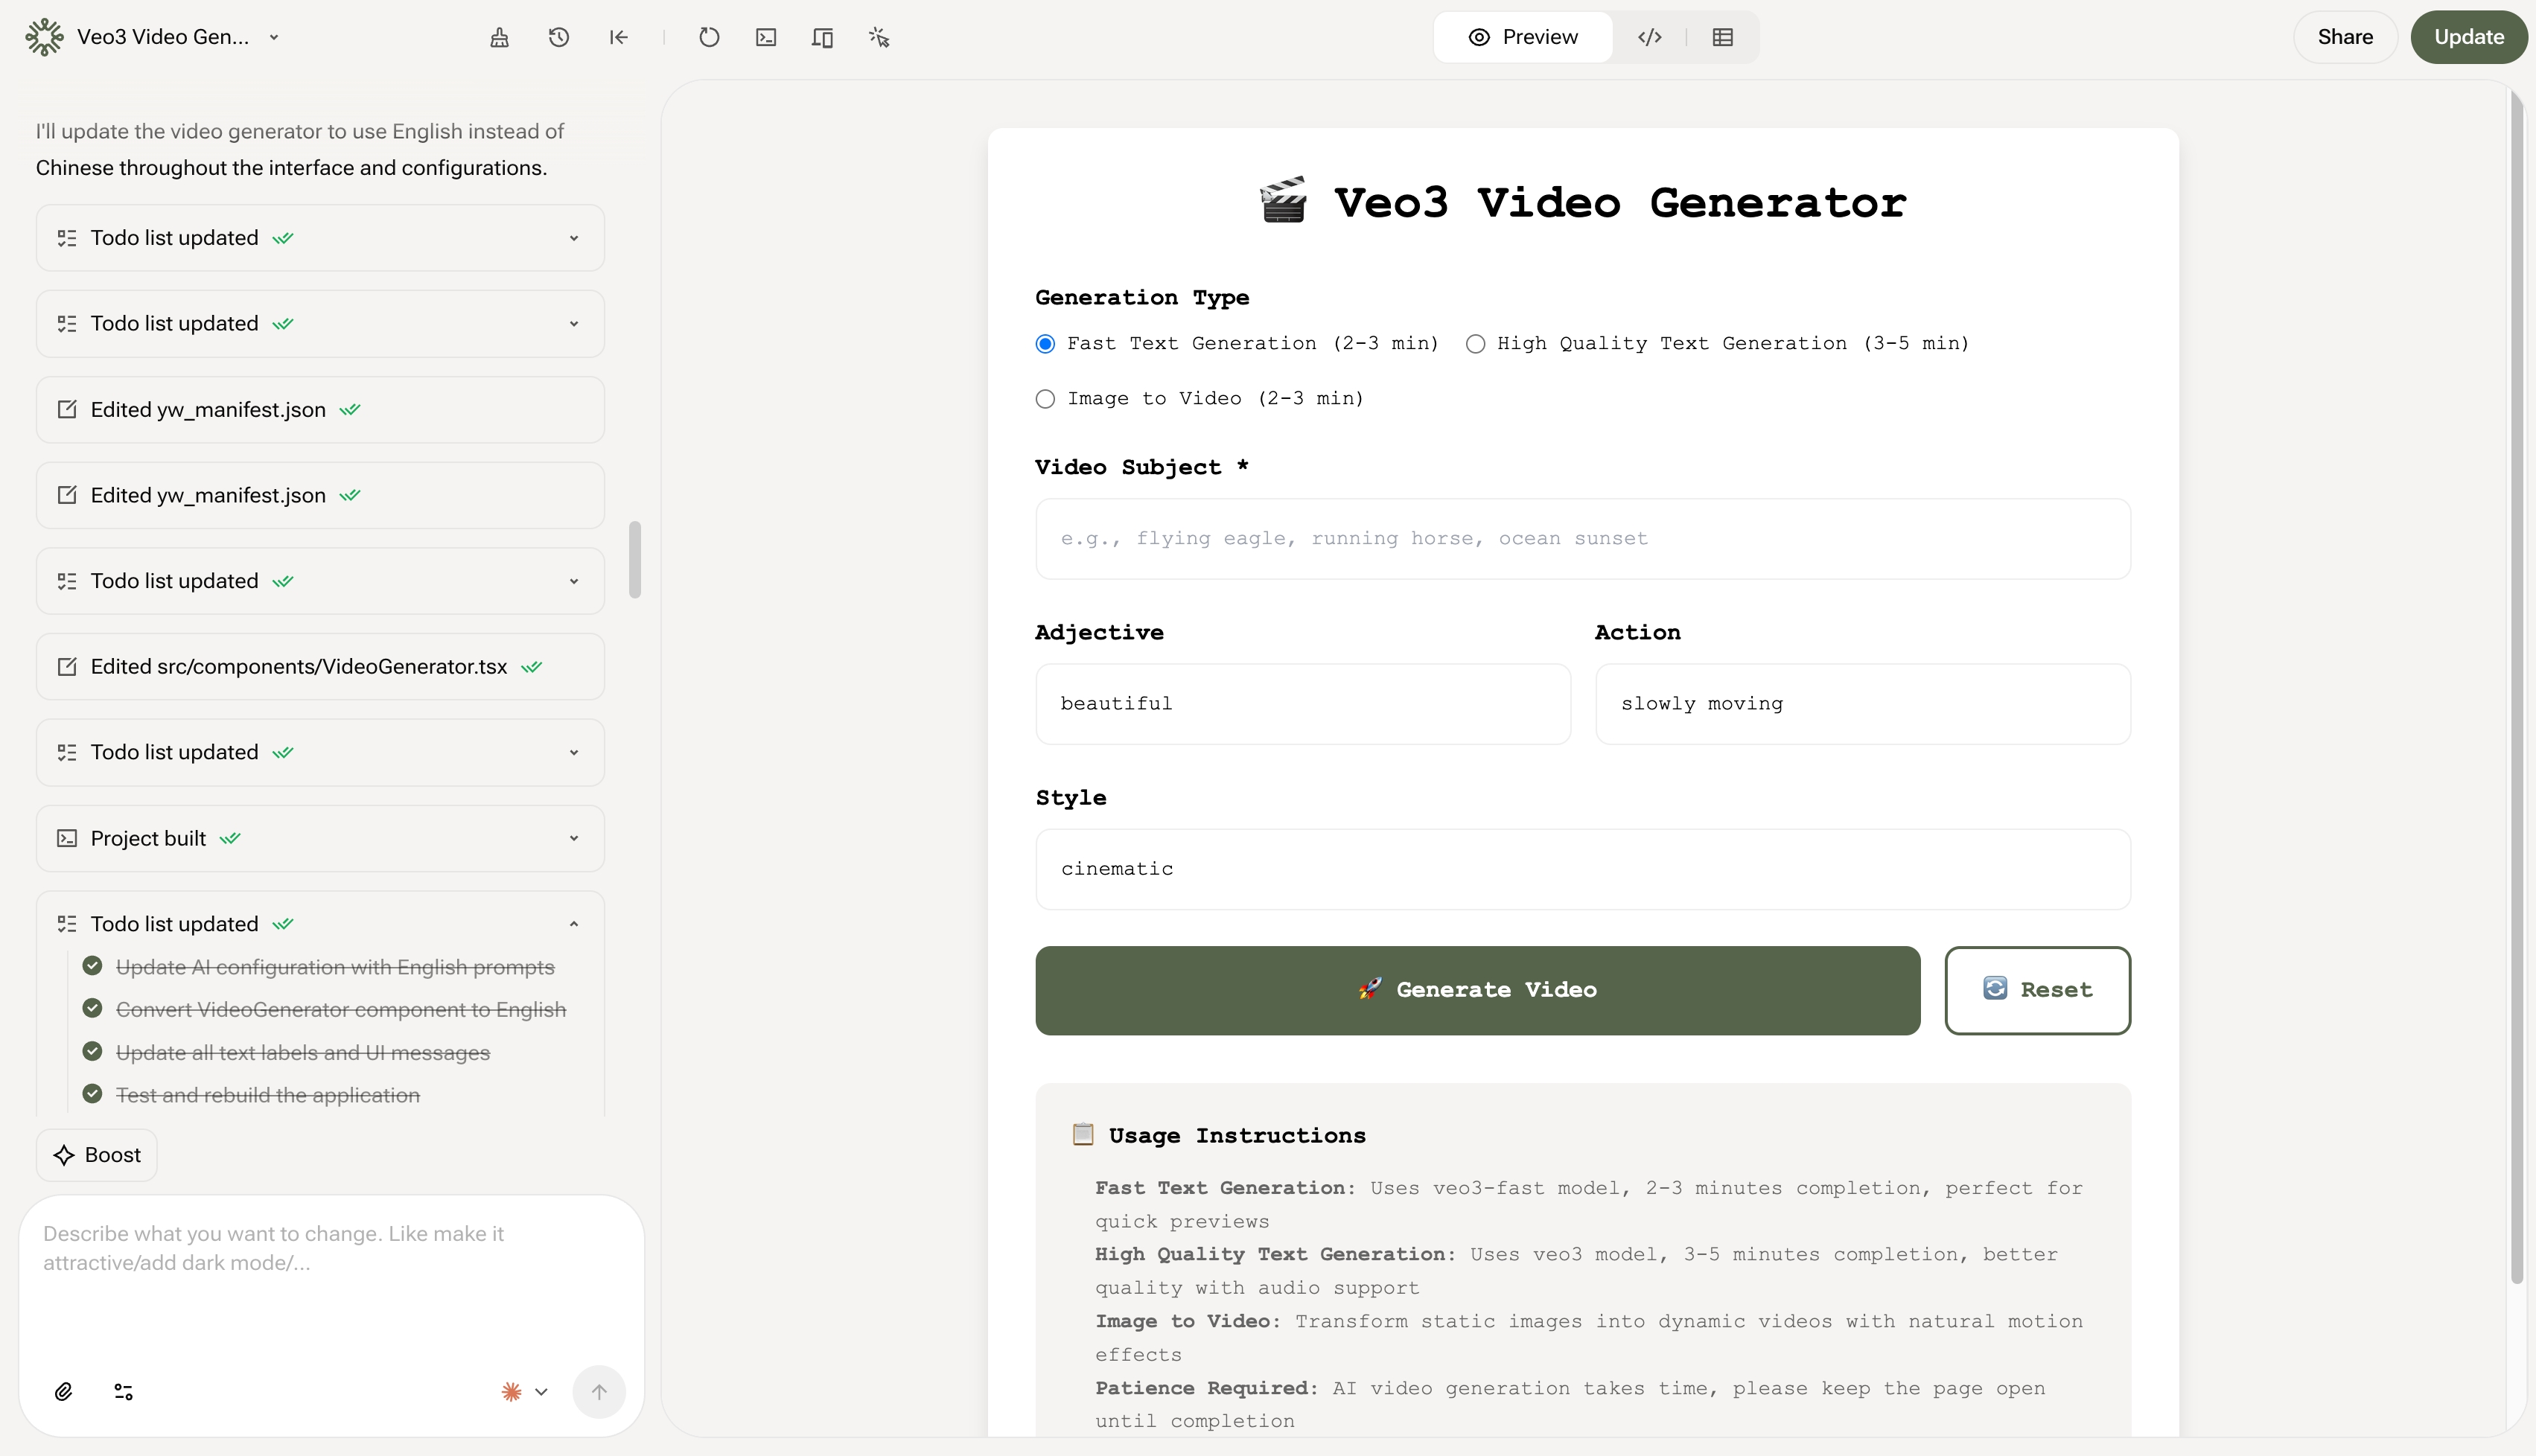 Veo3 Video Gen...
Preview
Share
Update
I'll update the video generator to use English instead of
Chinese throughout the interface and configurations.
Todo list updated
Todo list updated
Edited yw_manifest.json
Edited yw_manifest.json
Todo list updated
Edited src/components/VideoGenerator.tsx
Todo list updated
Project built
Todo list updated
Update AI configuration with English prompts
Convert VideoGenerator component to English
Update all text labels and UI messages
Test and rebuild the application
Boost
Describe what you want to change. Like make it
attractive/add dark mode/...
Veo3 Video Generator
Generation Type
Fast Text Generation (2-3 min)
High Quality Text Generation (3-5 min)
Image to Video (2-3 min)
Video Subject *
e.g., flying eagle, running horse, ocean sunset
Adjective
Action
beautiful
slowly moving
Style
cinematic
Generate Video
Reset
Usage Instructions
Fast Text Generation: Uses veo3-fast model, 2-3 minutes completion, perfect for
quick previews
High Quality Text Generation: Uses veo3 model, 3-5 minutes completion, better
quality with audio support
Image to Video: Transform static images into dynamic videos with natural motion
effects
Patience Required: AI video generation takes time, please keep the page open
until completion